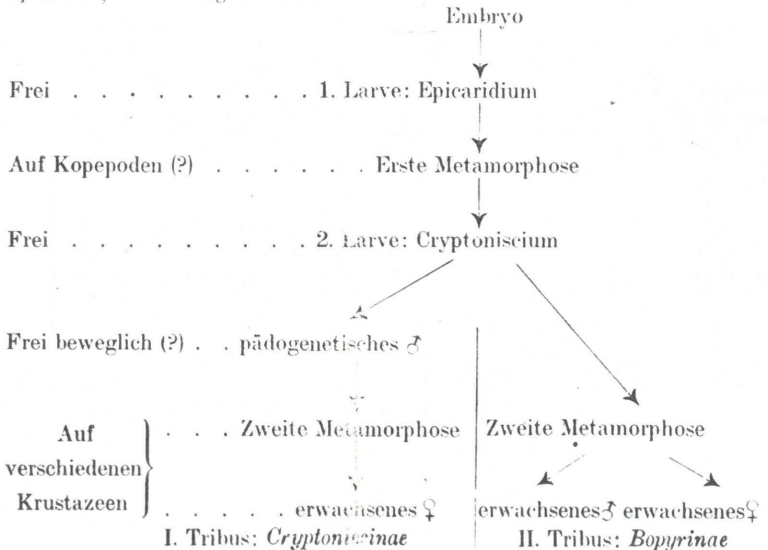 Embryo
Frei . . . . . . . . . 1. Larve: Epicaridium
Auf Kopepoden (?) . . . . . . Erste Metamorphose
Frei . . . . . . . . . 2. Larve: Cryptoniscium
Frei beweglich (?) . . pädogenetisches ♂
Auf verschiedenen Krustazeen
. . . Zweite Metamorphose
Zweite Metamorphose
. . . . . erwachsenes ♀
erwachsenes♂ erwachsenes♀
I. Tribus: Cryptoniscinae
II. Tribus: Bopyrinae